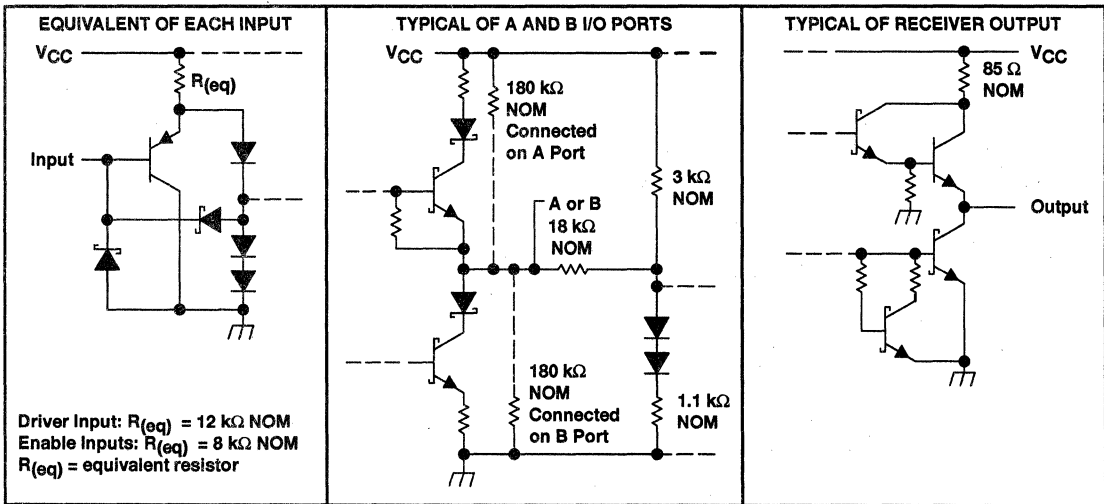 EQUIVALENT OF EACH INPUT
VCC
R(eq)
Input
Driver Input: R(eq) = 12 kΩ NOM
Enable Inputs: R(eq) = 8 kΩ NOM
R(eq) = equivalent resistor
TYPICAL OF A AND B I/O PORTS
VCC
180 kΩ
NOM
Connected
on A Port
3 kΩ
NOM
A or B
18 kΩ
NOM
180 kΩ
NOM
Connected
on B Port
1.1 kΩ
NOM
TYPICAL OF RECEIVER OUTPUT
VCC
85 Ω
NOM
Output